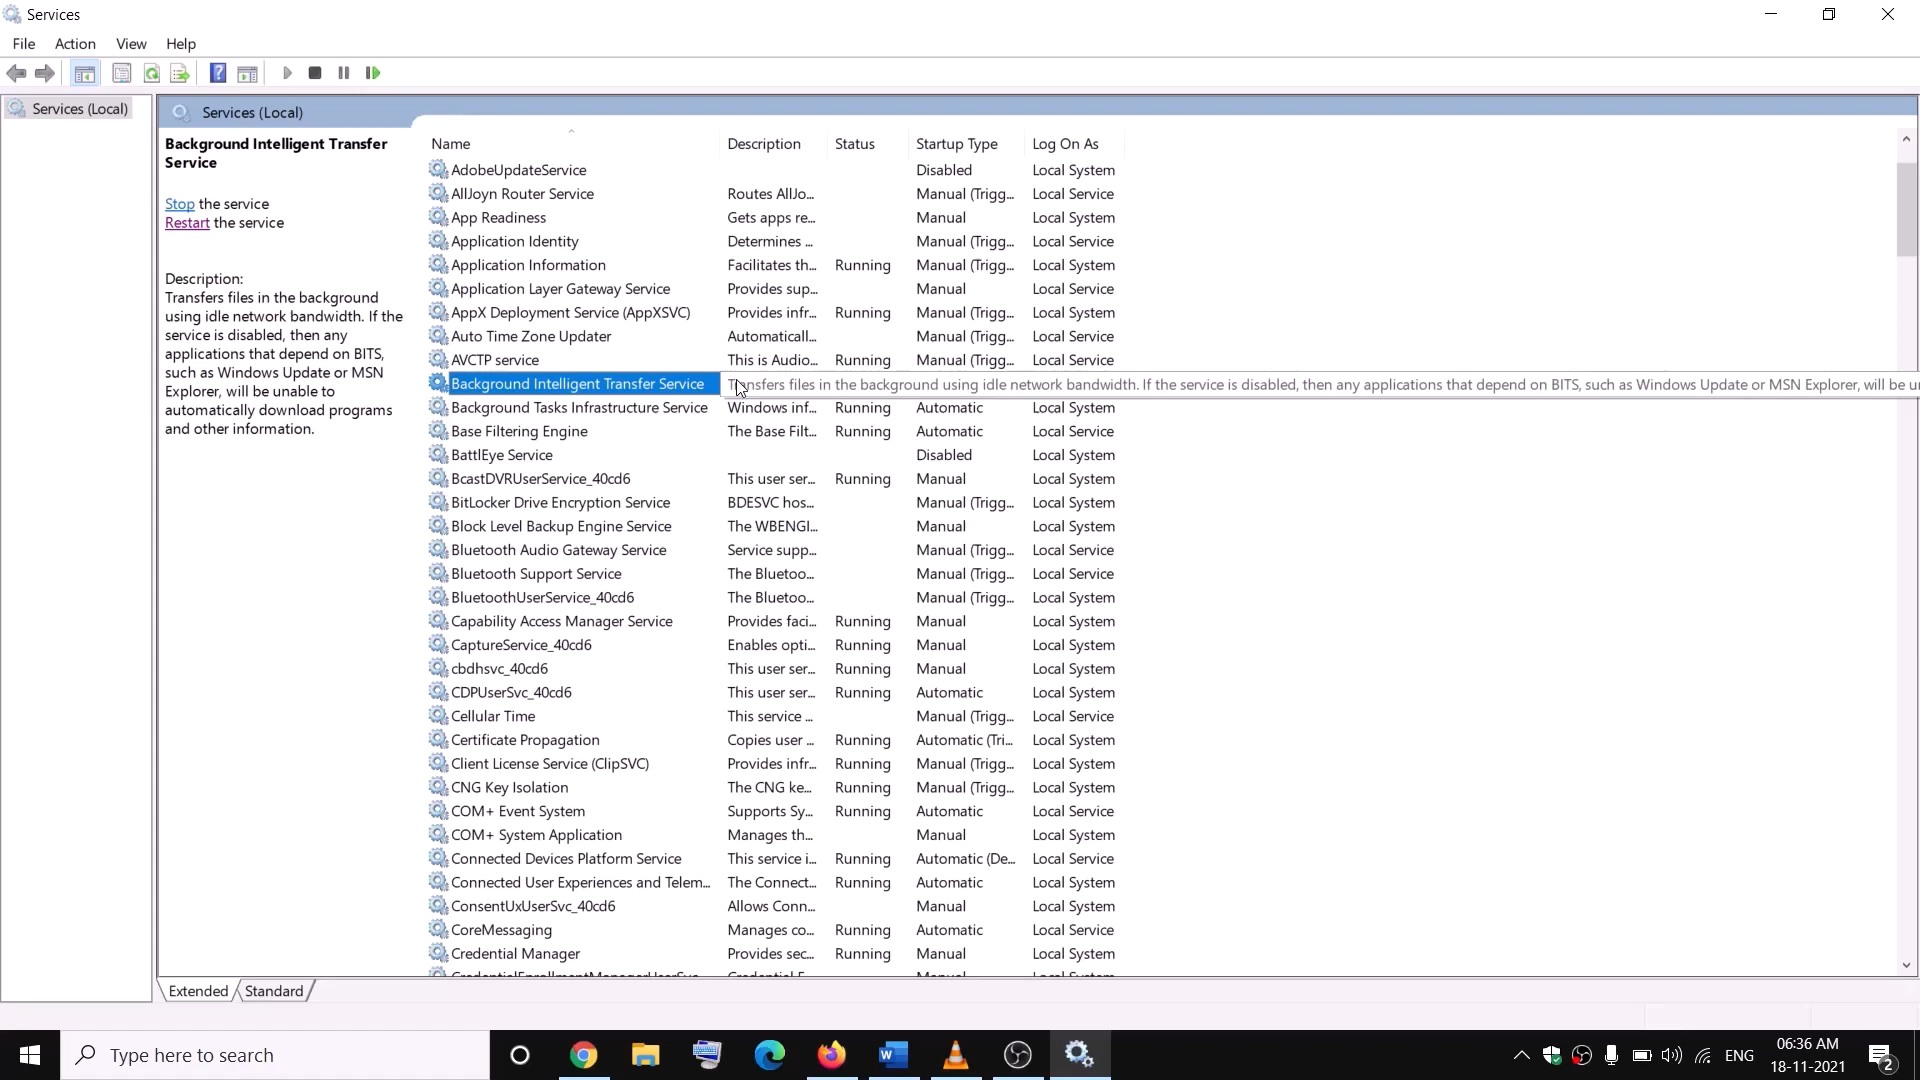 Services
File Action View Help
Services (Local)
Services (Local)
Background Intelligent Transfer
Service
Stop the service
Restart the service
Description:
Transfers files in the background
using idle network bandwidth. If the
service is disabled, then any
applications that depend on BITS,
such as Windows Update or MSN
Explorer, will be unable to
automatically download programs
and other information.
Name Description Status Startup Type Log On As
AdobeUpdateService Disabled Local System
AllJoyn Router Service Routes AllJo... Manual (Trigg... Local Service
App Readiness Gets apps re... Manual Local System
Application Identity Determines ... Manual (Trigg... Local Service
Application Information Facilitates th... Running Manual (Trigg... Local System
Application Layer Gateway Service Provides sup... Manual Local Service
AppX Deployment Service (AppXSVC) Provides infr... Running Manual (Trigg... Local System
Auto Time Zone Updater Automaticall... Manual (Trigg... Local Service
AVCTP service This is Audio... Running Manual (Trigg... Local Service
Background Intelligent Transfer Service Transfers files in the background using idle network bandwidth. If the service is disabled, then any applications that depend on BITS, such as Windows Update or MSN Explorer, will be u
Background Tasks Infrastructure Service Windows inf... Running Automatic Local System
Base Filtering Engine The Base Filt... Running Automatic Local Service
BattlEye Service Disabled Local System
BcastDVRUserService_40cd6 This user ser... Running Manual Local System
BitLocker Drive Encryption Service BDESVC hos... Manual (Trigg... Local System
Block Level Backup Engine Service The WBENGI... Manual Local System
Bluetooth Audio Gateway Service Service supp... Manual (Trigg... Local Service
Bluetooth Support Service The Bluetoo... Manual (Trigg... Local Service
BluetoothUserService_40cd6 The Bluetoo... Manual (Trigg... Local System
Capability Access Manager Service Provides faci... Running Manual Local System
CaptureService_40cd6 Enables opti... Running Manual Local System
cbdhsvc_40cd6 This user ser... Running Manual Local System
CDPUserSvc_40cd6 This user ser... Running Automatic Local System
Cellular Time This service ... Manual (Trigg... Local Service
Certificate Propagation Copies user ... Running Automatic (Tri... Local System
Client License Service (ClipSVC) Provides infr... Running Manual (Trigg... Local System
CNG Key Isolation The CNG ke... Running Manual (Trigg... Local System
COM+ Event System Supports Sy... Running Automatic Local Service
COM+ System Application Manages th... Manual Local System
Connected Devices Platform Service This service i... Running Automatic (De... Local Service
Connected User Experiences and Telem... The Connect... Running Automatic Local System
ConsentUxUserSvc_40cd6 Allows Conn... Manual Local System
CoreMessaging Manages co... Running Automatic Local Service
Credential Manager Provides sec... Running Manual Local System
Extended Standard
Type here to search
ENG
06:36 AM
18-11-2021
2